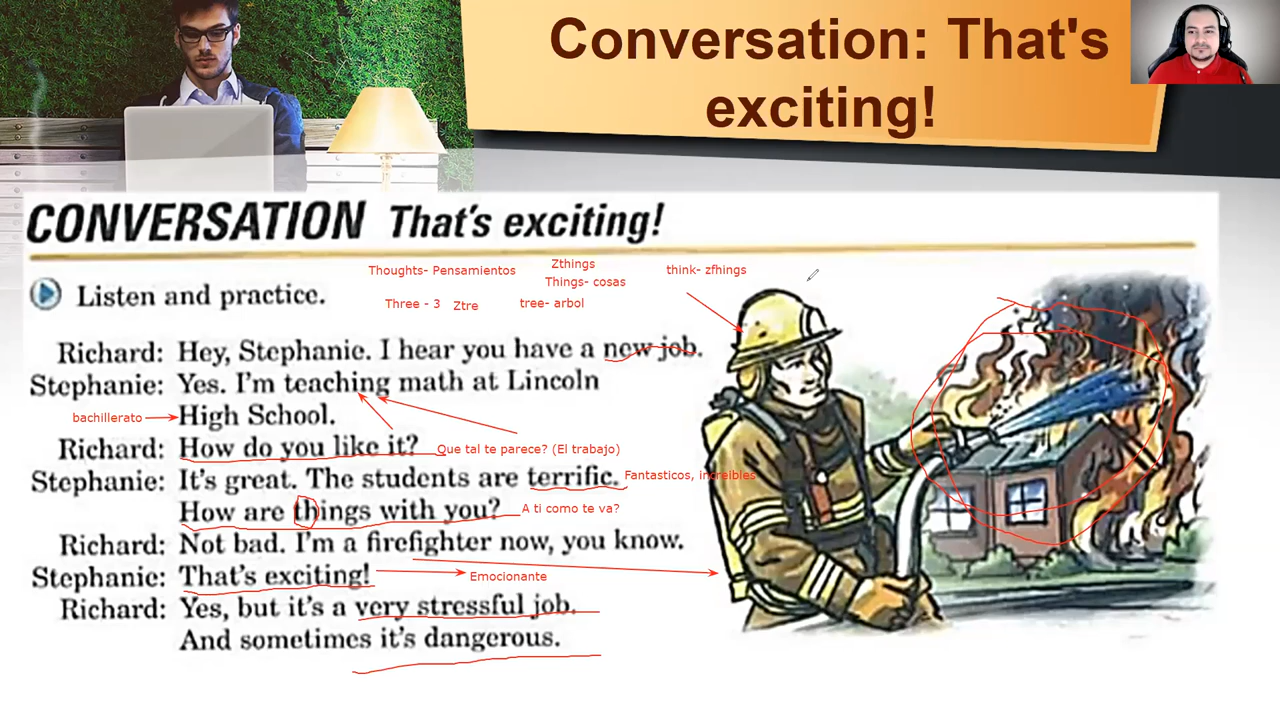 Conversation: That's
exciting!
CONVERSATION That's exciting!
Thoughts- Pensamientos
Zthings
think- zfhings
Things- cosas
Listen and practice.
Three - 3
Ztre
tree- arbol
Richard: Hey, Stephanie. I hear you have a new job.
Stephanie: Yes. I'm teaching math at Lincoln
bachillerato
High School.
Richard: How do you like it?
Que tal te parece? (El trabajo)
Stephanie: It's great. The students are terrific.
Fantasticos, increibles
How are things with you?
A ti como te va?
Richard: Not bad. I'm a firefighter now, you know.
Stephanie: That's exciting!
Emocionante
Richard: Yes, but it's a very stressful job.
And sometimes it's dangerous.